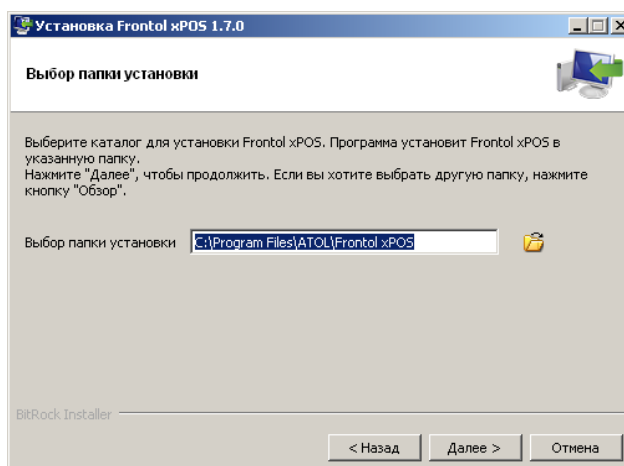 Установка Frontol xPOS 1.7.0
Выбор папки установки
Выберите каталог для установки Frontol xPOS. Программа установит Frontol xPOS в
указанную папку.
Нажмите "Далее", чтобы продолжить. Если вы хотите выбрать другую папку, нажмите
кнопку "Обзор".
Выбор папки установки C:\Program Files\ATOL\Frontol xPOS
BitRock Installer
< Назад Далее > Отмена